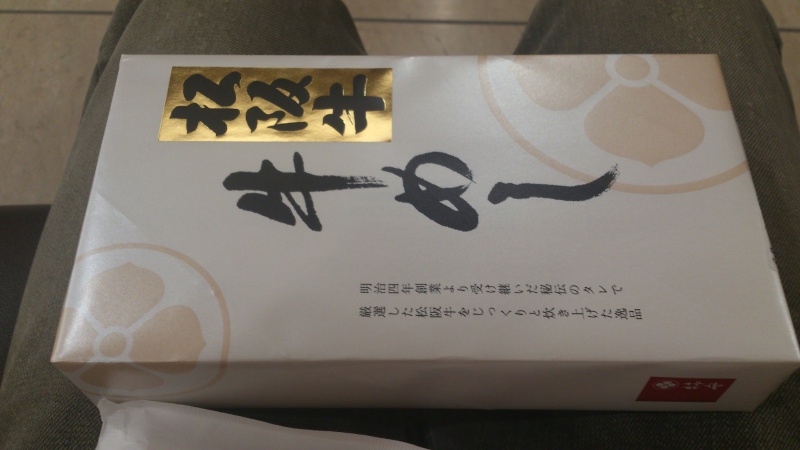 松阪牛
牛めし
明治四年創業より受け継いだ秘伝のタレで
厳選した松阪牛をじっくりと炊き上げた逸品